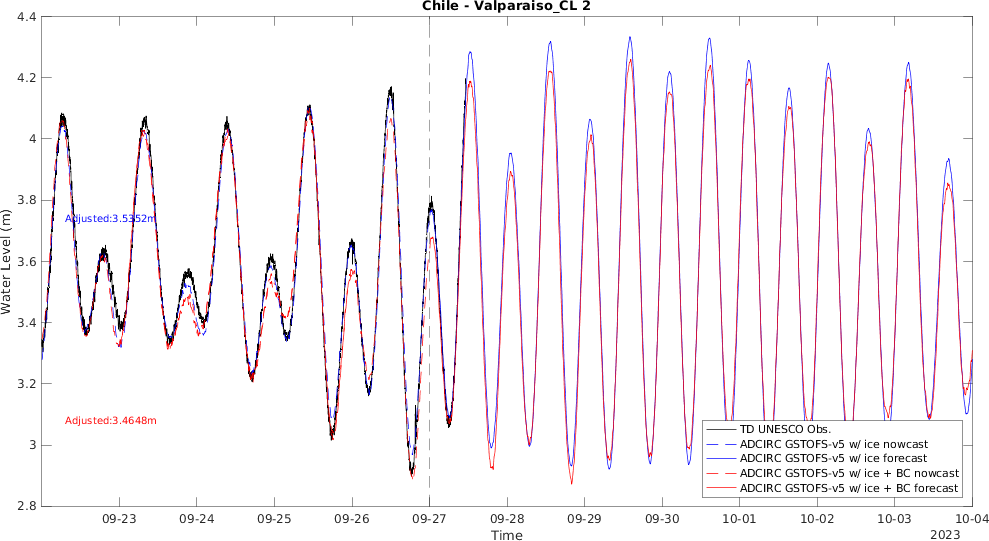 Chile - Valparaiso_CL 2
4.4
4.2
4
3.8
3.6
3.4
3.2
3
2.8
Water Level (m)
Adjusted:3.5352m
Adjusted:3.4648m
TD UNESCO Obs.
ADCIRC GSTOFS-v5 w/ ice nowcast
ADCIRC GSTOFS-v5 w/ ice forecast
ADCIRC GSTOFS-v5 w/ ice + BC nowcast
ADCIRC GSTOFS-v5 w/ ice + BC forecast
09-23 09-24 09-25 09-26 09-27 09-28 09-29 09-30 10-01 10-02 10-03 10-04
Time
2023